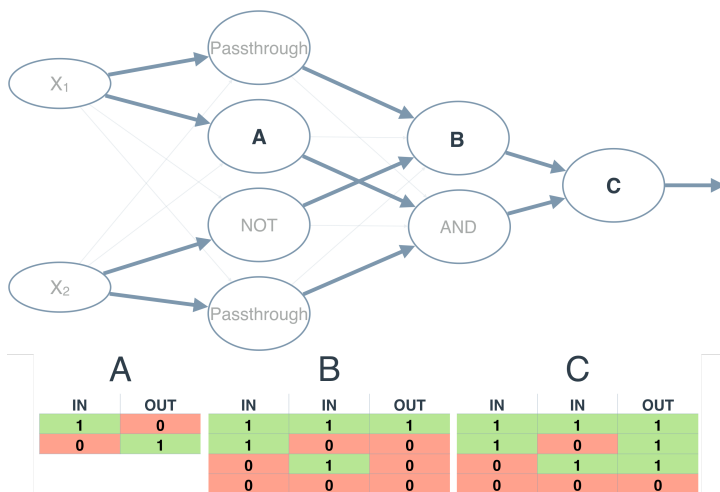 Passthrough
X₁
A
B
C
NOT
AND
X₂
Passthrough
A B C
IN OUT IN IN OUT IN IN OUT
1 0 1 1 1 1 1 1
0 1 1 0 0 1 0 1
0 1 0 0 1 1
0 0 0 0 0 0